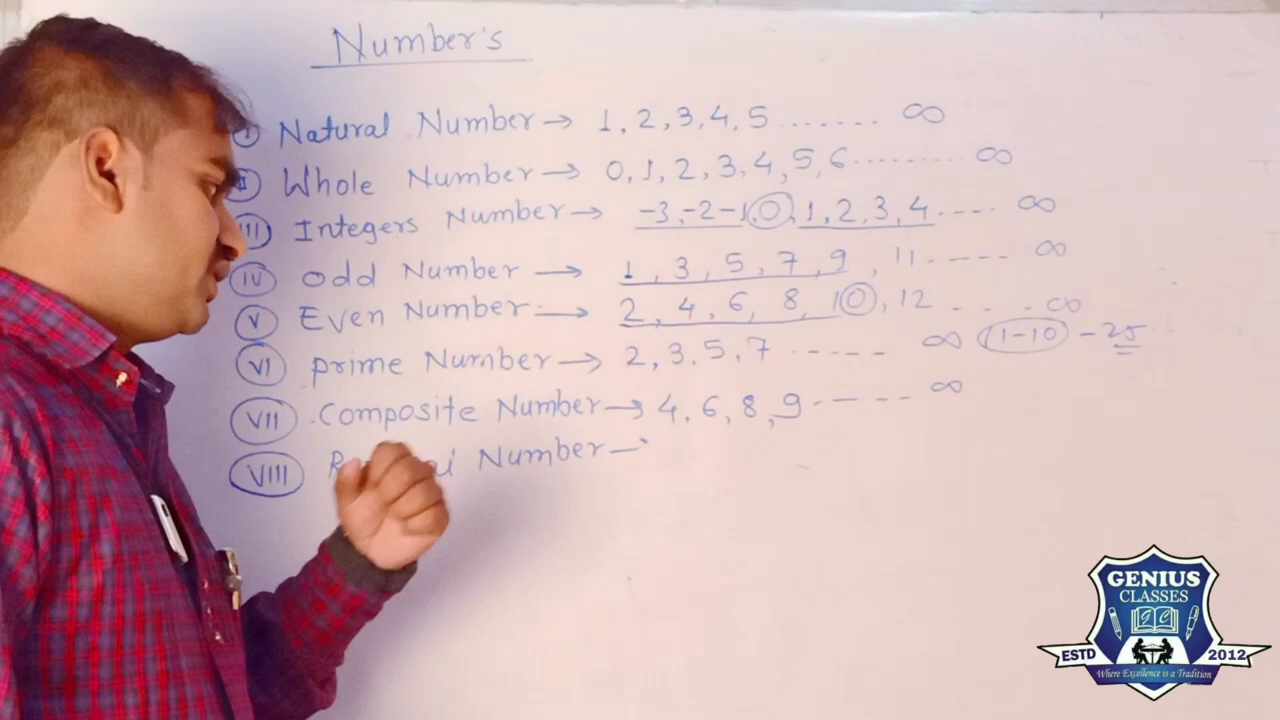 Number's
Natural Number → 1, 2, 3, 4, 5 ....... ∞
II Whole Number → 0, 1, 2, 3, 4, 5, 6 ......... ∞
III Integers Number → -3, -2 -1, 0, 1, 2, 3, 4 .---- ∞
IV Odd Number → 1, 3, 5, 7, 9, 11 .---- ∞
V Even Number → 2, 4, 6, 8, 10, 12 .... ∞
VI Prime Number → 2, 3, 5, 7 .---- ∞ (1-10) - 25
VII Composite Number → 4, 6, 8, 9 .---- ∞
VIII Number →
GENIUS
CLASSES
G C
ESTD 2012
Where Excellence is a Tradition